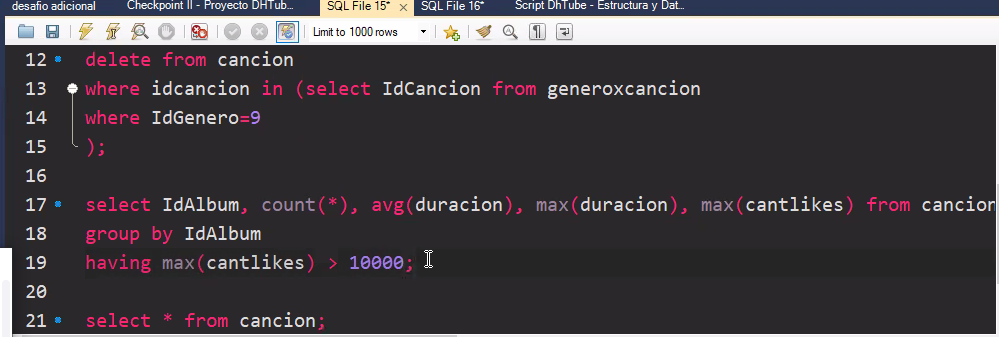 desafio adicional Checkpoint II - Proyecto DHTub... SQL File 15* SQL File 16* Script DhTube - Estructura y Dat...
Limit to 1000 rows
12 delete from cancion
13 where idcancion in (select IdCancion from generoxcancion
14 where IdGenero=9
15 );
16
17 select IdAlbum, count(*), avg(duracion), max(duracion), max(cantlikes) from cancion
18 group by IdAlbum
19 having max(cantlikes) > 10000;
20
21 select * from cancion;